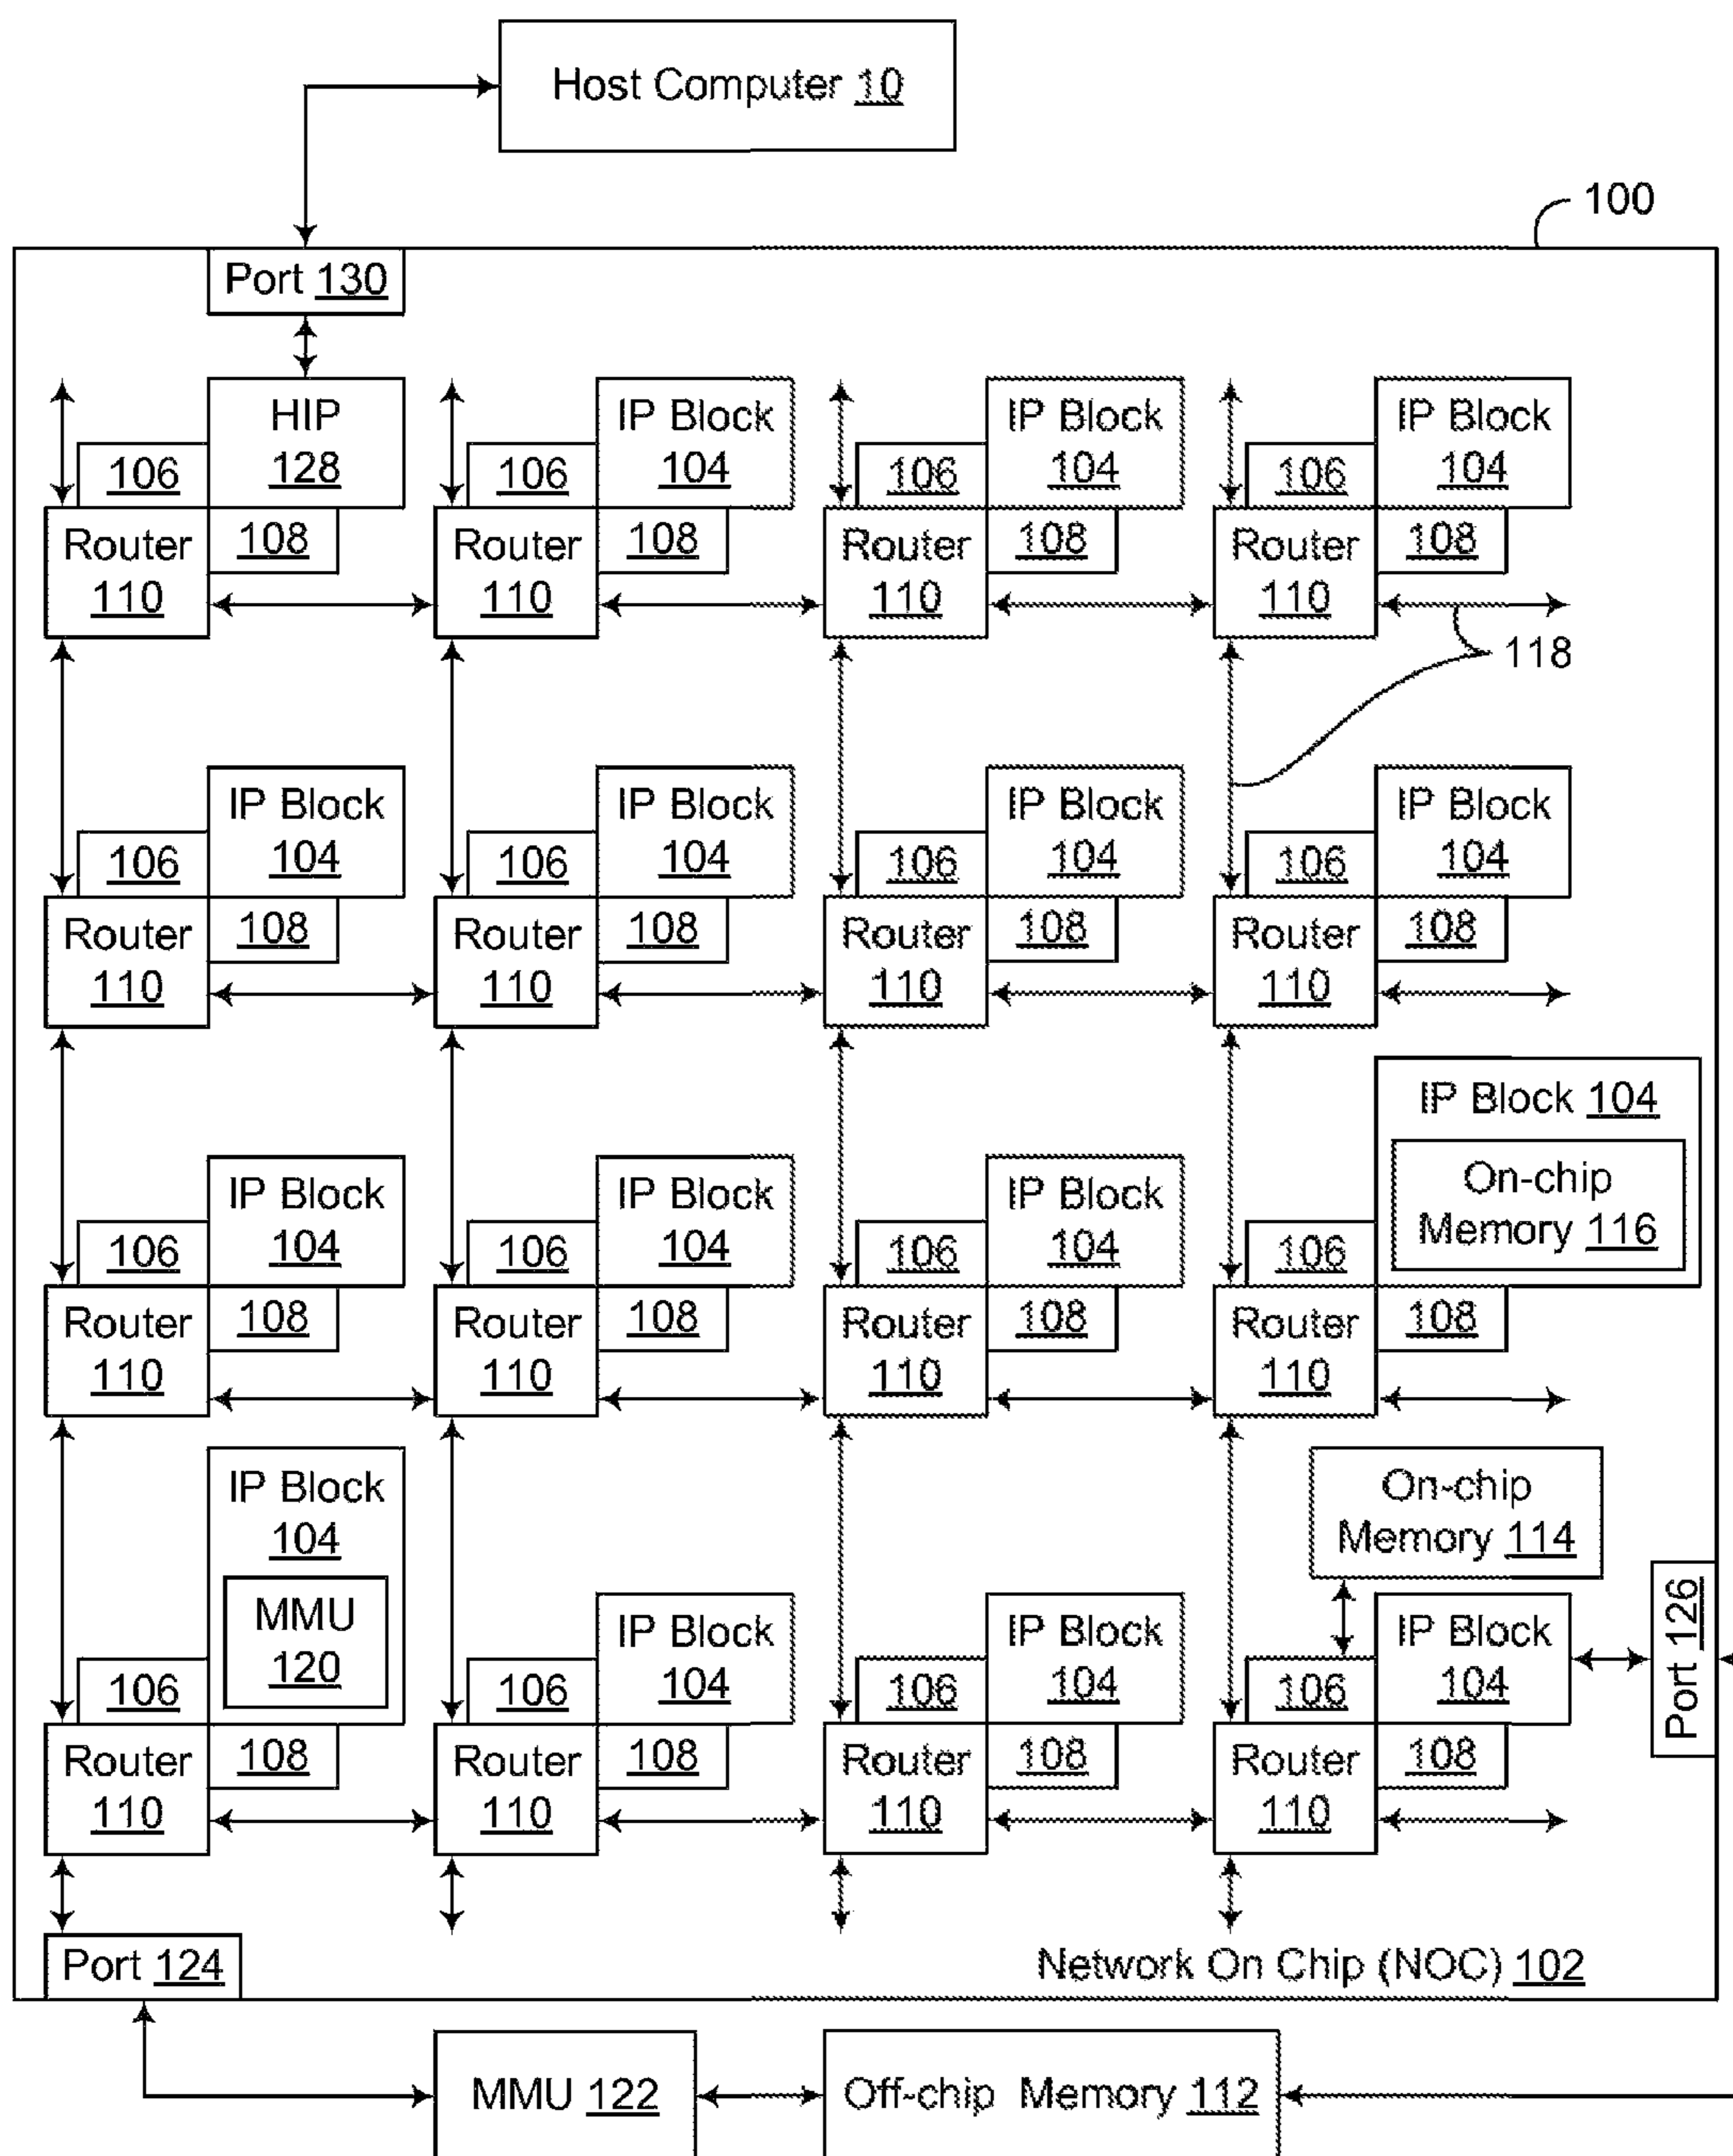 Host Computer 10
100
Port 130
HIP
128
106
Router
110
108
IP Block
104
106
Router
110
108
IP Block
104
106
Router
110
108
IP Block
104
106
Router
110
108
118
IP Block
104
106
Router
110
108
IP Block
104
106
Router
110
108
IP Block
104
106
Router
110
108
IP Block
104
106
Router
110
108
IP Block
104
106
Router
110
108
IP Block
104
106
Router
110
108
IP Block
104
106
Router
110
108
IP Block 104
On-chip
Memory 116
106
Router
110
108
IP Block
104
MMU
120
106
Router
110
108
IP Block
104
106
Router
110
108
IP Block
104
106
Router
110
108
On-chip
Memory 114
IP Block
104
106
Router
110
108
Port 126
Port 124
Network On Chip (NOC) 102
MMU 122
Off-chip Memory 112